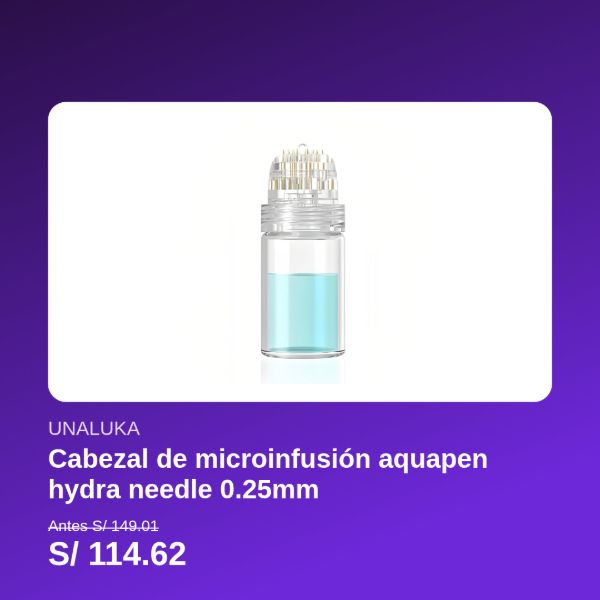 UNALUKA
Cabezal de microinfusión aquapen
hydra needle 0.25mm
Antes S/ 149.01
S/ 114.62